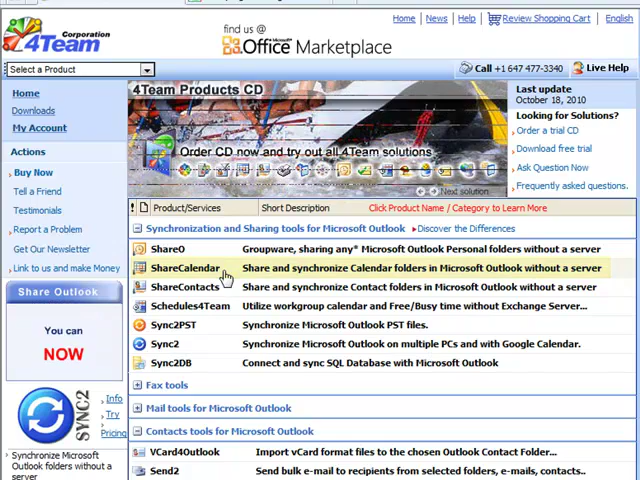 4Team Corporation
find us @
Microsoft Office Marketplace
Home | News | Help | Review Shopping Cart | English
Select a Product
Call +1 647 477-3340
Live Help
Home
Downloads
My Account
Actions
Buy Now
Tell a Friend
Testimonials
Report a Problem
Get Our Newsletter
Link to us and make Money
Share Outlook
You can
NOW
SYNC2
Info
Try
Pricing
Synchronize Microsoft
Outlook folders without a
server
4Team Products CD
Order CD now and try out all 4Team solutions
Next solution
Last update
October 18, 2010
Looking for Solutions?
Order a trial CD
Download free trial
Ask Question Now
Frequently asked questions.
! Product/Services Short Description Click Product Name / Category to Learn More
Synchronization and Sharing tools for Microsoft Outlook Discover the Differences
ShareO Groupware, sharing any* Microsoft Outlook Personal folders without a server
ShareCalendar Share and synchronize Calendar folders in Microsoft Outlook without a server
ShareContacts Share and synchronize Contact folders in Microsoft Outlook without a server
Schedules4Team Utilize workgroup calendar and Free/Busy time without Exchange Server...
Sync2PST Synchronize Microsoft Outlook PST files.
Sync2 Synchronize Microsoft Outlook on multiple PCs and with Google Calendar.
Sync2DB Connect and sync SQL Database with Microsoft Outlook
Fax tools
Mail tools for Microsoft Outlook
Contacts tools for Microsoft Outlook
VCard4Outlook Import vCard format files to the chosen Outlook Contact Folder...
Send2 Send bulk e-mail to recipients from selected folders, e-mails, contacts..